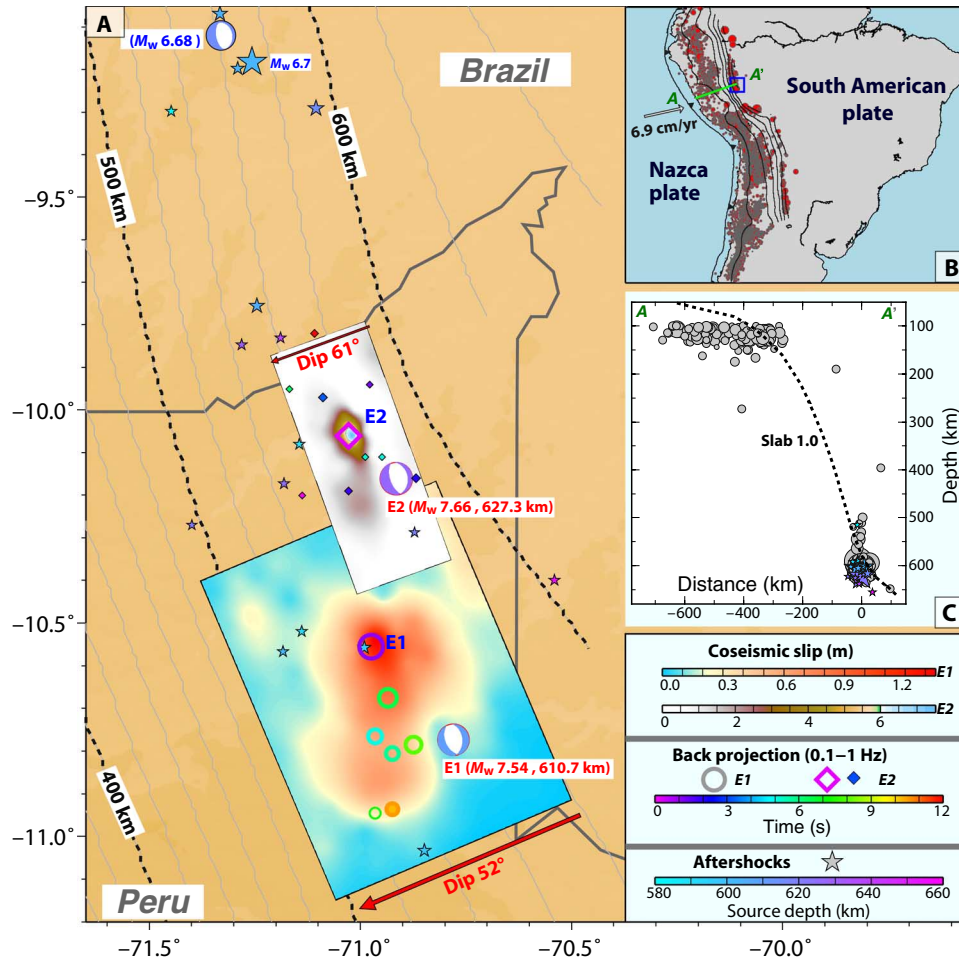 A
(Mw 6.68)
Mw 6.7
Brazil
500 km
600 km
−9.5°
−10.0°
−10.5°
−11.0°
Dip 61°
E2
E2 (Mw 7.66, 627.3 km)
E1
E1 (Mw 7.54, 610.7 km)
400 km
Dip 52°
Peru
−71.5
−71.0
−70.5
−70.0
A
A'
6.9 cm/yr
South American
plate
Nazca
plate
B
A
A'
100
200
300
400
500
600
Depth (km)
Slab 1.0
Distance (km)
−600
−400
−200
0
C
Coseismic slip (m)
E1
0.0 0.3 0.6 0.9 1.2
E2
0 2 4 6
Back projection (0.1−1 Hz)
E1
E2
0 3 6 9 12
Time (s)
Aftershocks
580 600 620 640 660
Source depth (km)